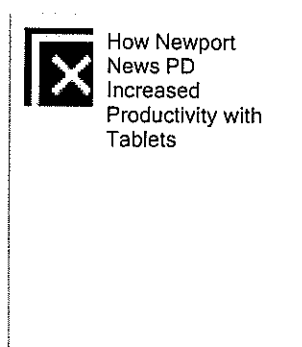 How Newport
News PD
Increased
Productivity with
Tablets